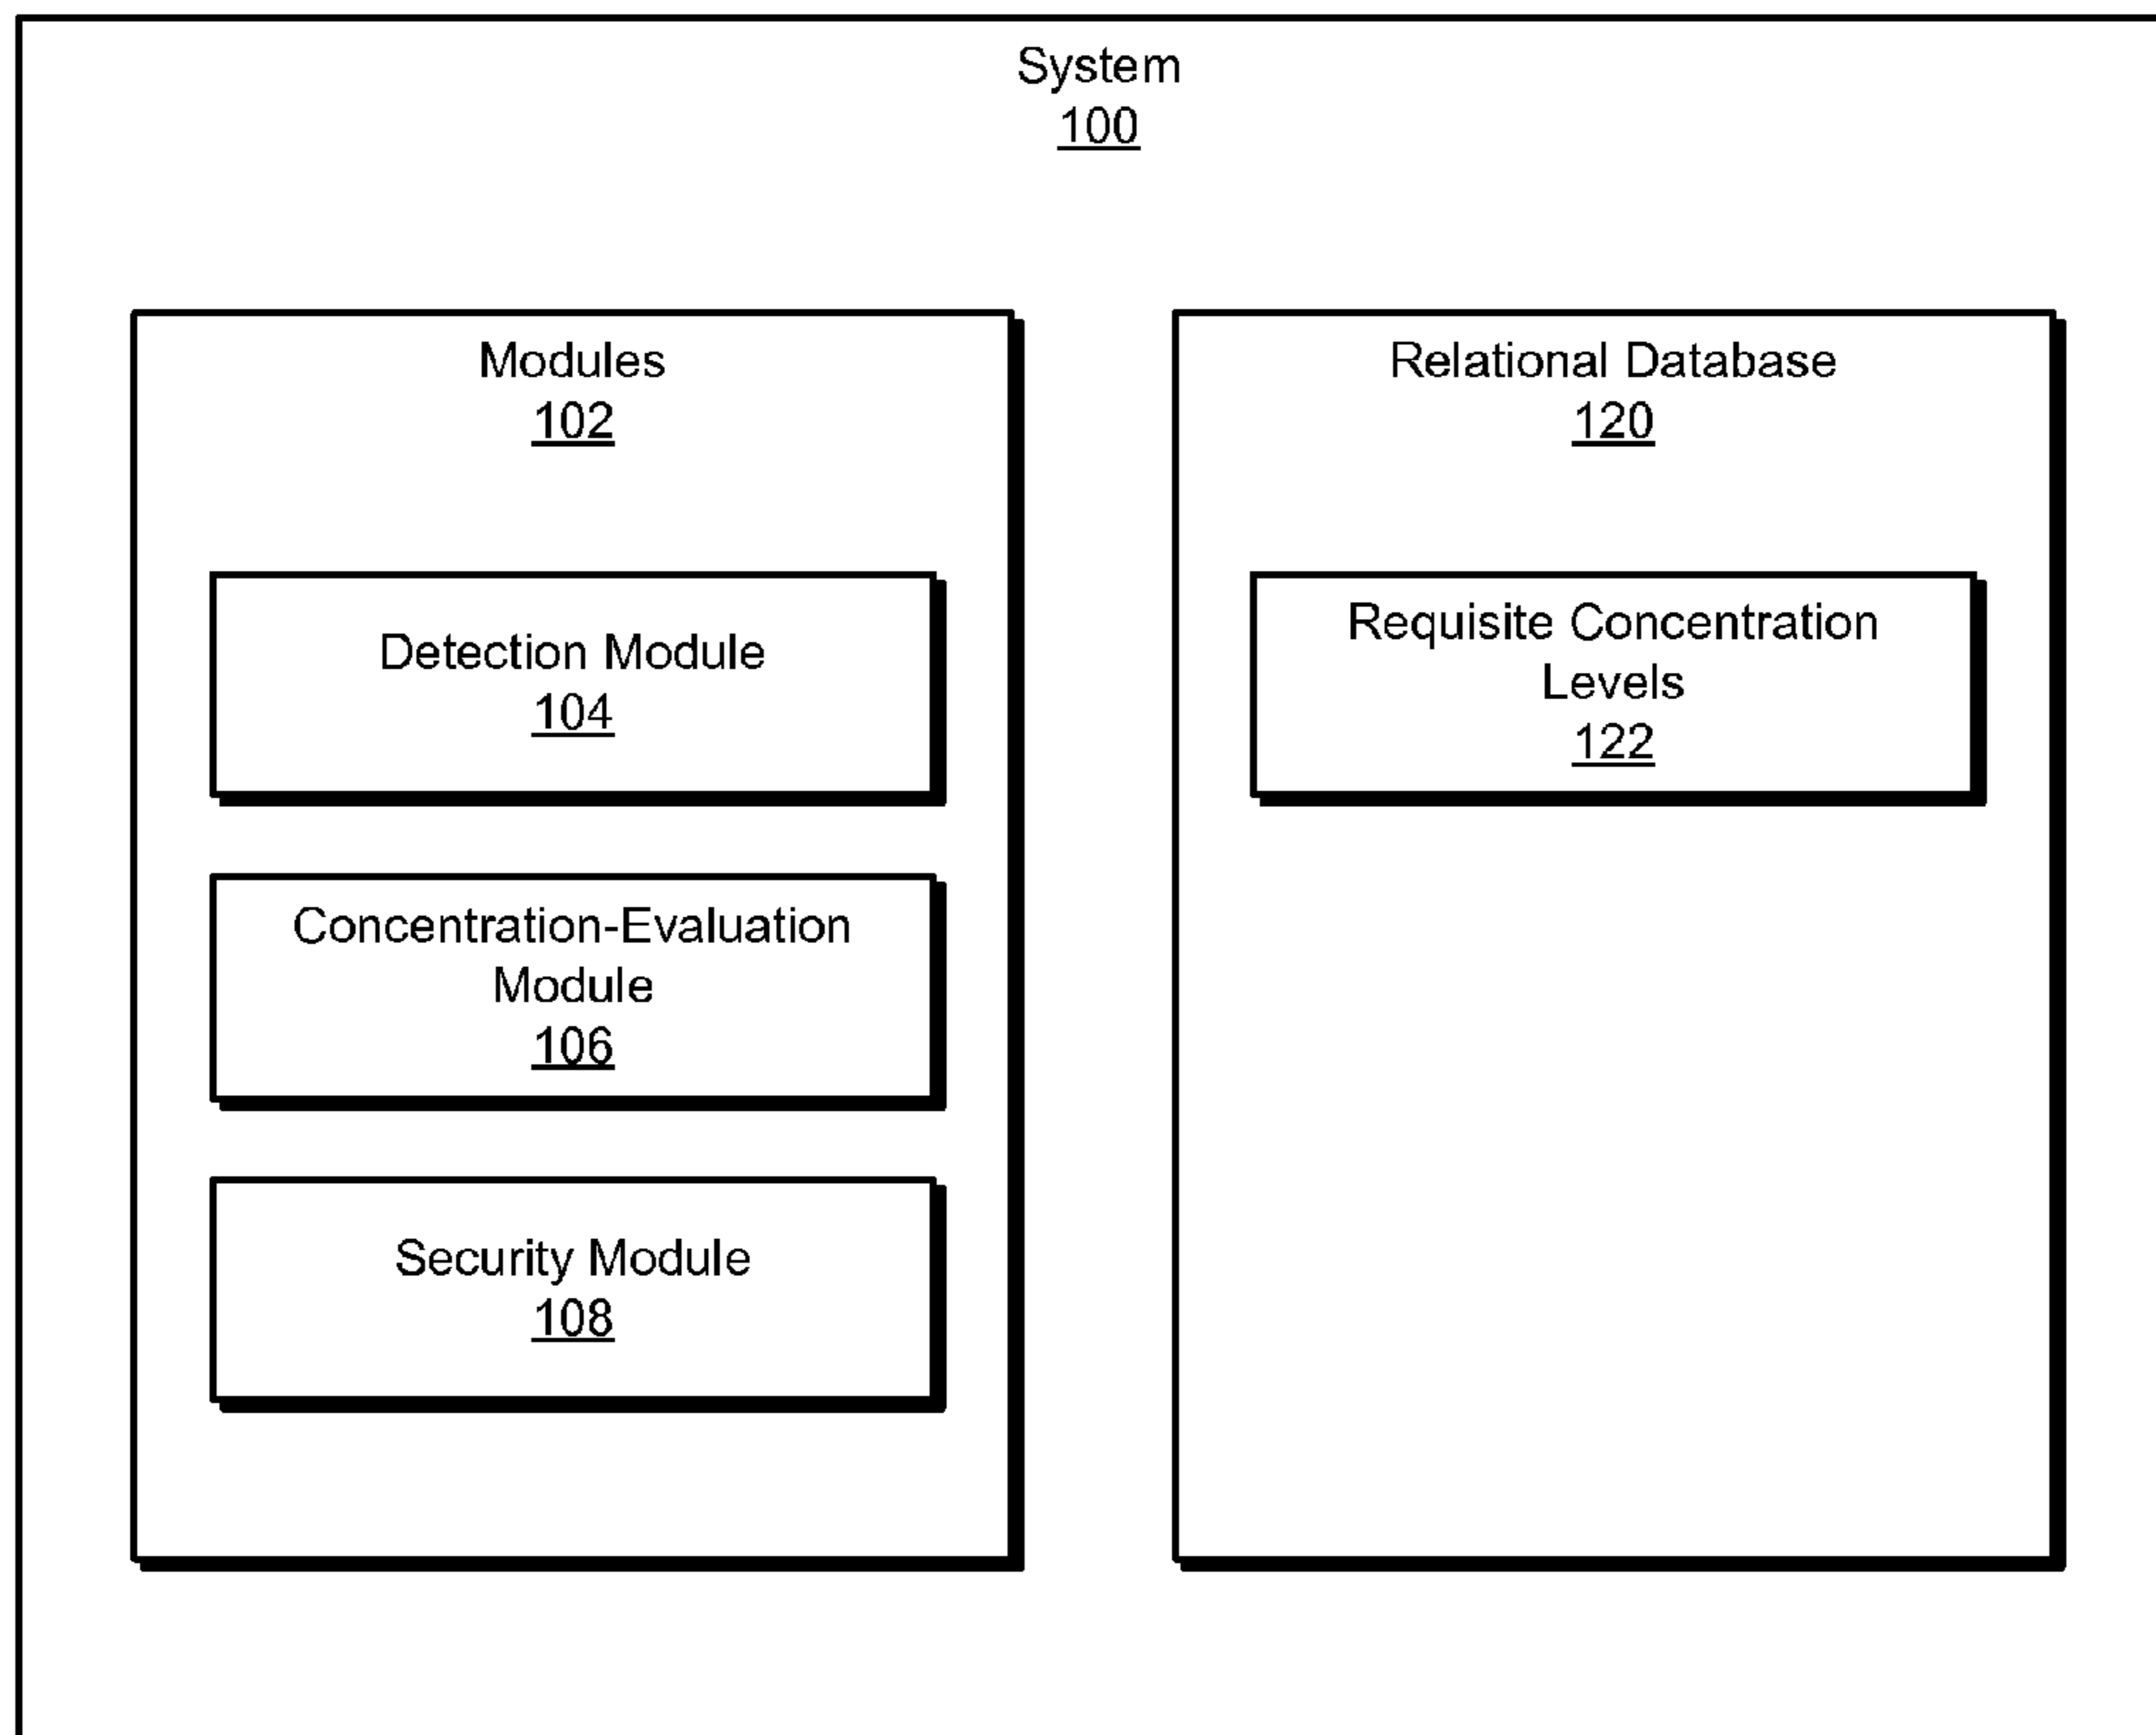 System
100
Modules
102
Detection Module
104
Concentration-Evaluation
Module
106
Security Module
108
Relational Database
120
Requisite Concentration
Levels
122